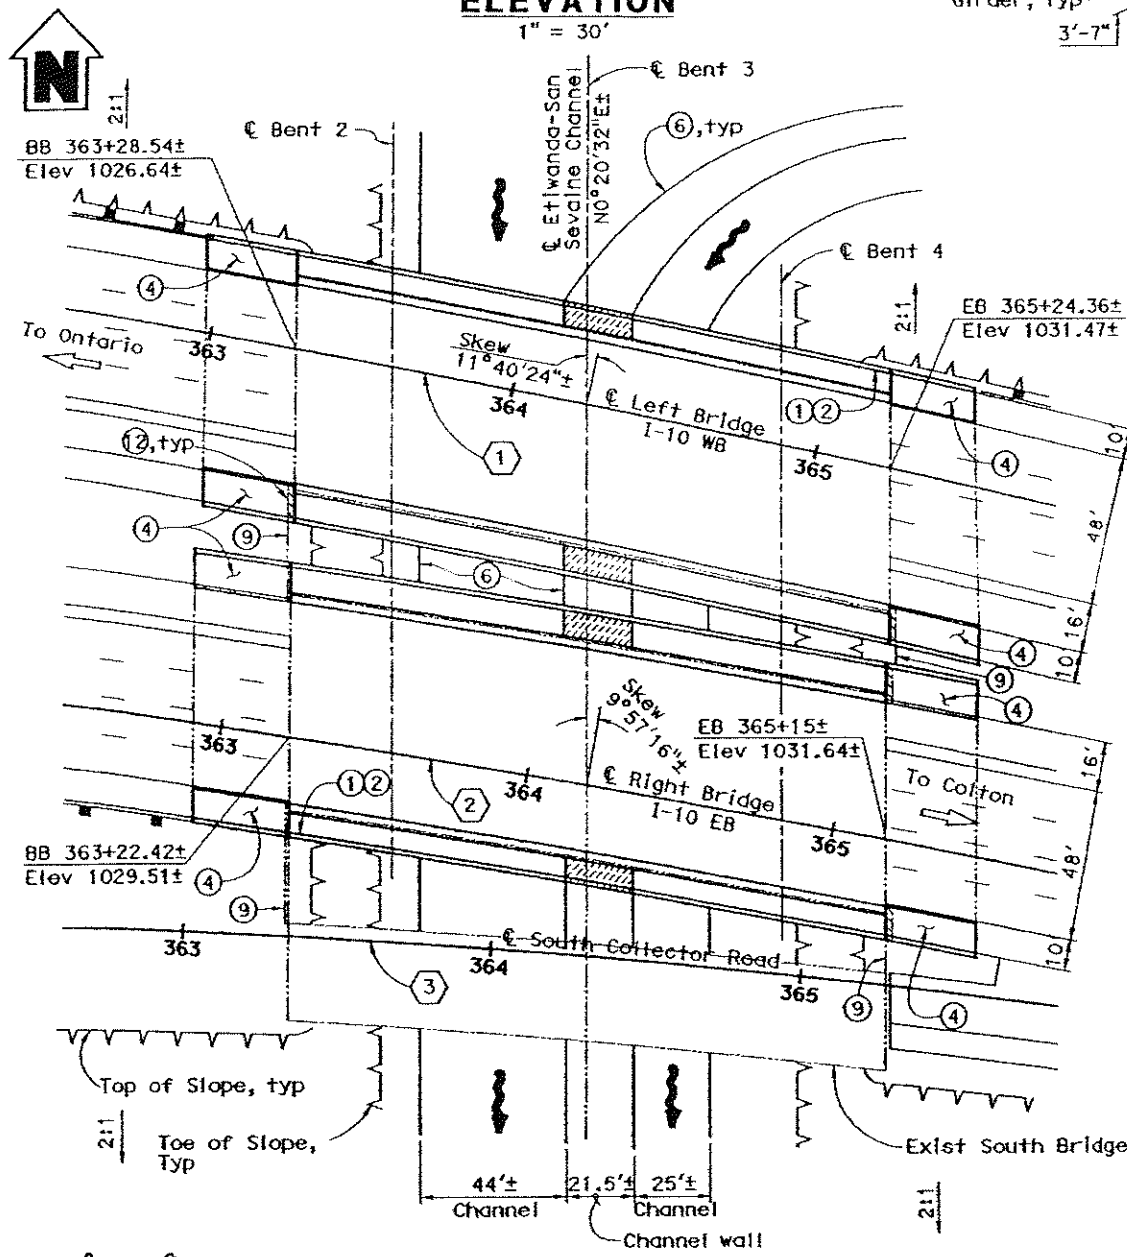 ELEVATION
1" = 30'
Girder, Typ
3'-7"
N
2:1
℄ Bent 3
℄ Bent 2
⑥,typ
BB 363+28.54±
Elev 1026.64±
℄ Etiwanda-San
Sevaine Channel
N0°20'32"E±
℄ Bent 4
④
2:1
EB 365+24.36±
Elev 1031.47±
To Ontario
363
Skew
11°40'24"±
364
①②
④
℄ Left Bridge
I-10 WB
10'
⑫,typ
1
365
④
⑨
48'
⑥
④
16'
10'
⑨
④
Skew
9°57'16"±
EB 365+15±
Elev 1031.64±
363
364
℄ Right Bridge
I-10 EB
To Colton
16'
①②
2
365
48'
BB 363+22.42±
Elev 1029.51±
④
⑨
10'
363
℄ South Collector Road
364
365
3
⑨
④
Top of Slope, typ
2:1
Toe of Slope,
Typ
Exist South Bridge
44'±
Channel
21.5'±
25'±
Channel
Channel wall
2:1